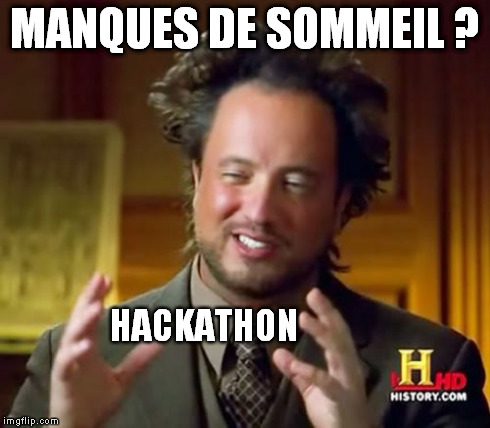 MANQUES DE SOMMEIL ?
HACKATHON
H HD
HISTORY.COM
imgflip.com